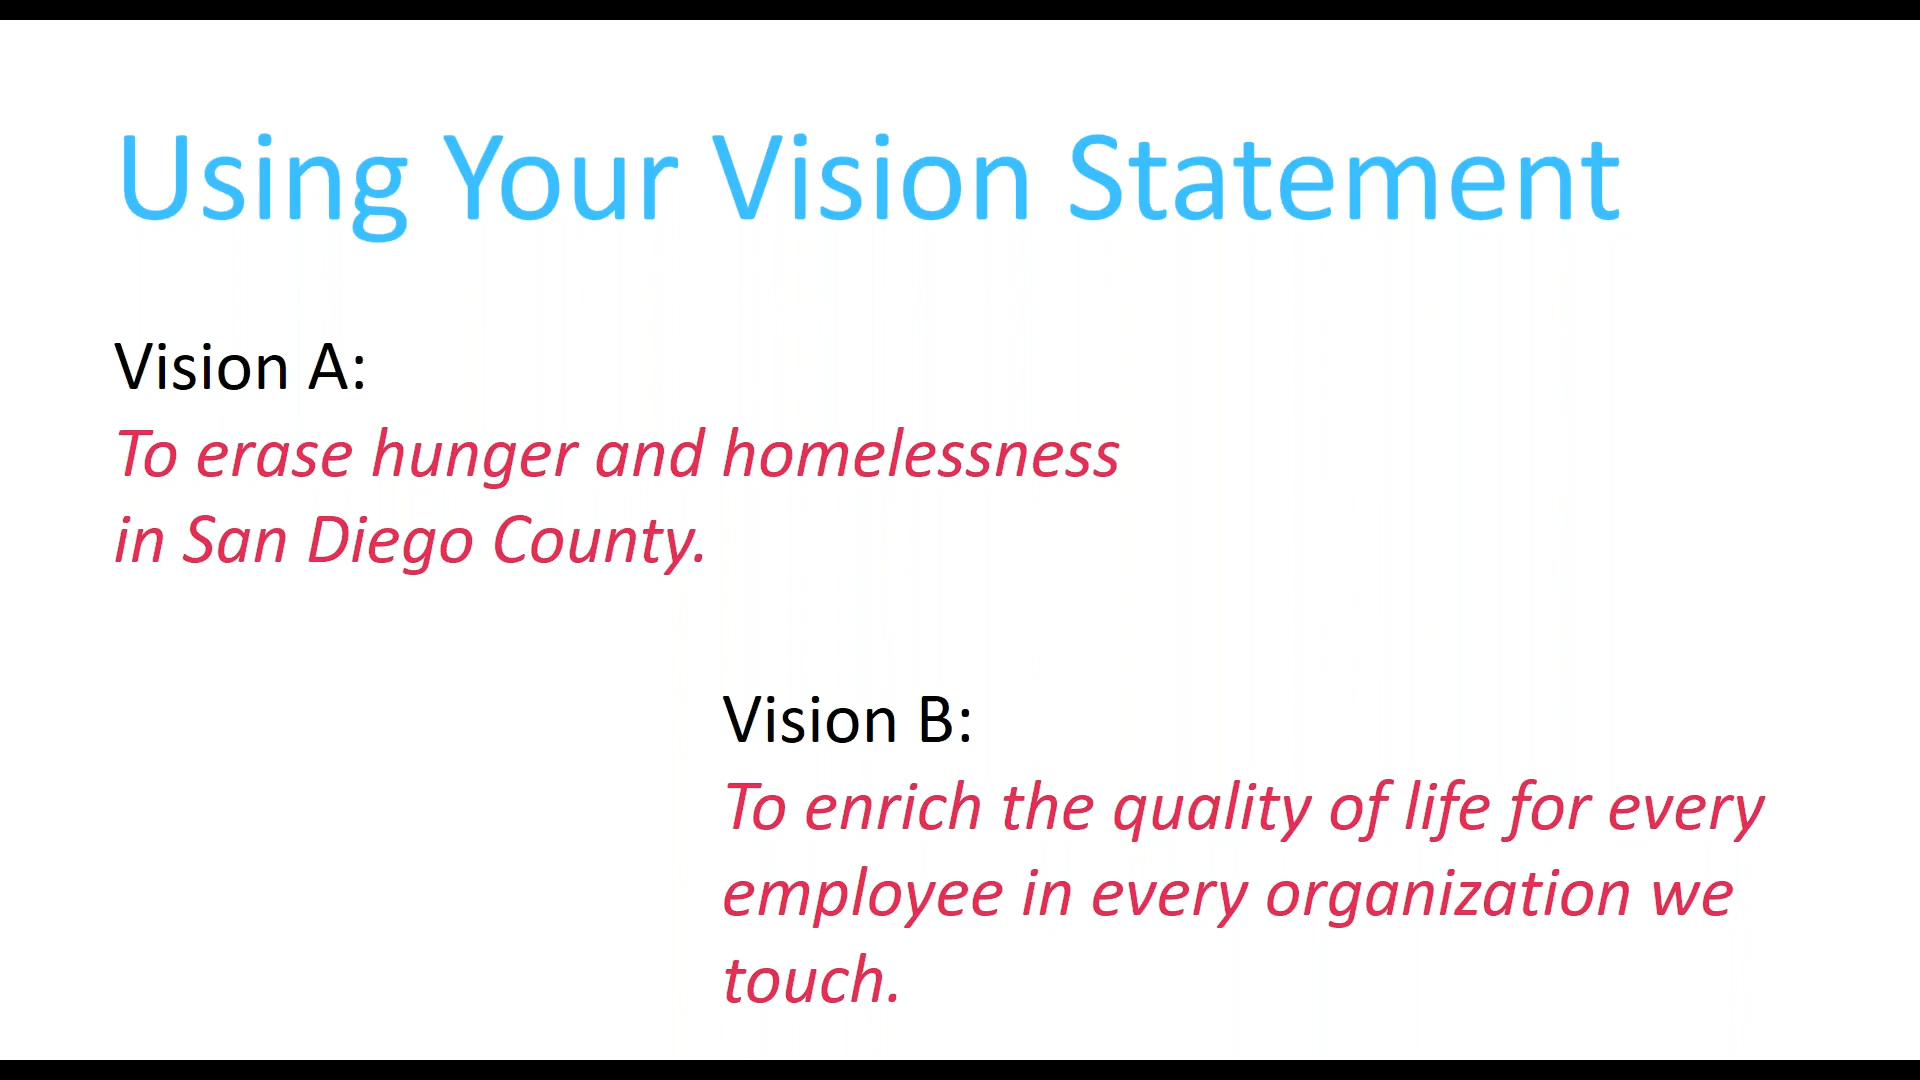 Using Your Vision Statement
Vision A:
To erase hunger and homelessness
in San Diego County.
Vision B:
To enrich the quality of life for every
employee in every organization we
touch.